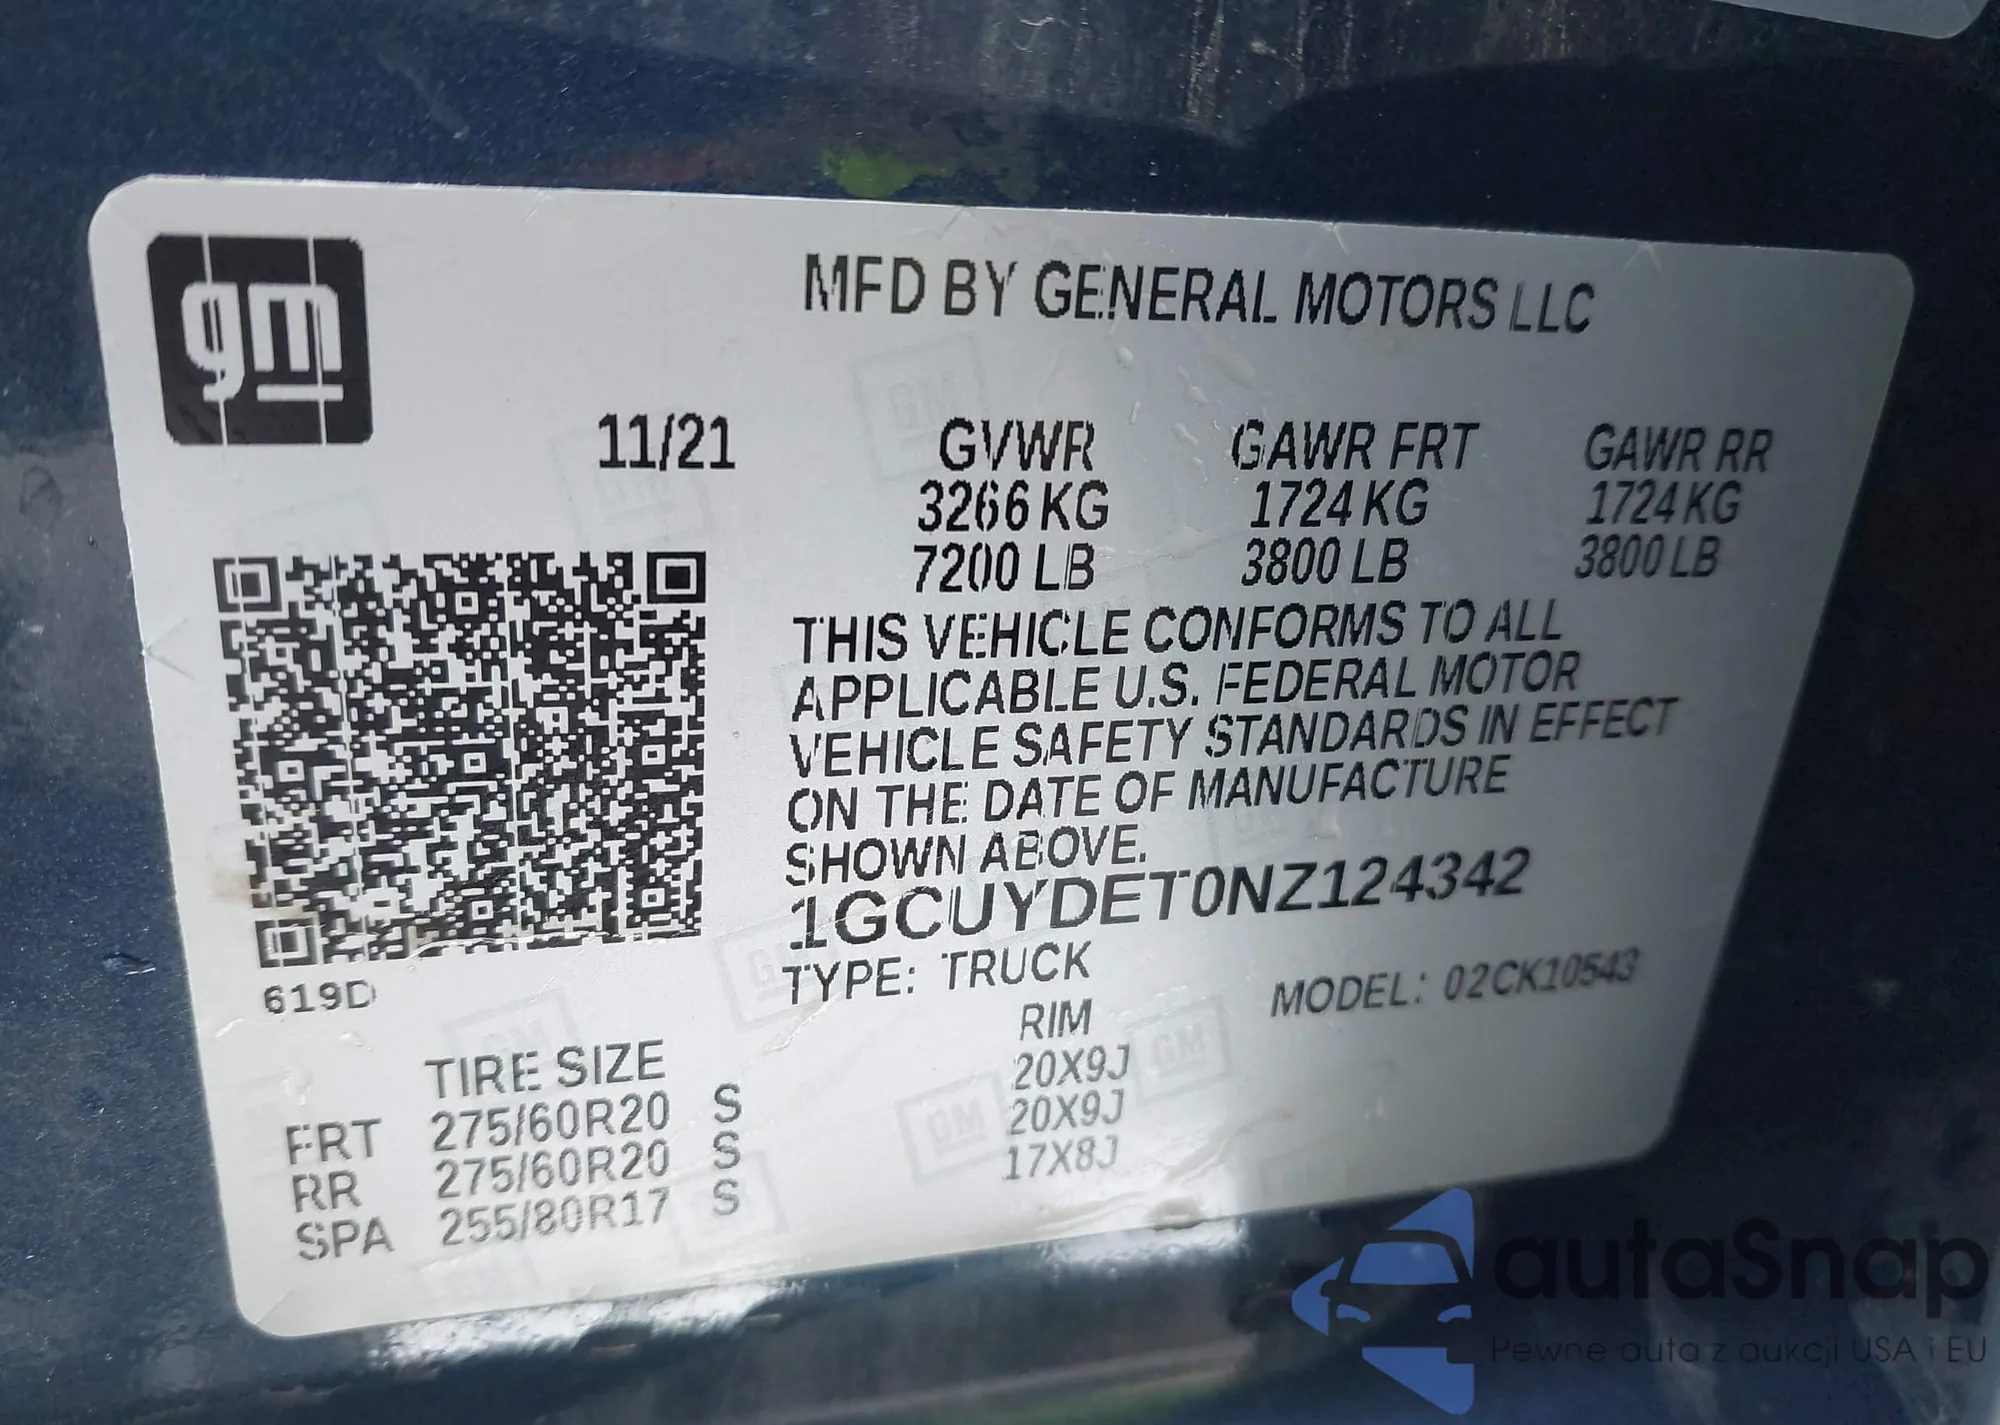 gm
MFD BY GENERAL MOTORS LLC
11/21 GVWR GAWR FRT GAWR RR
3266 KG 1724 KG 1724 KG
7200 LB 3800 LB 3800 LB
THIS VEHICLE CONFORMS TO ALL
APPLICABLE U.S. FEDERAL MOTOR
VEHICLE SAFETY STANDARDS IN EFFECT
ON THE DATE OF MANUFACTURE
SHOWN ABOVE.
1GCUYDET0NZ124342
619D
TYPE: TRUCK MODEL: 02CK10543
TIRE SIZE RIM
FRT 275/60R20 S 20X9J
RR 275/60R20 S 20X9J
SPA 255/80R17 S 17X8J
autaSnap
Pewne auta z aukcji USA i EU